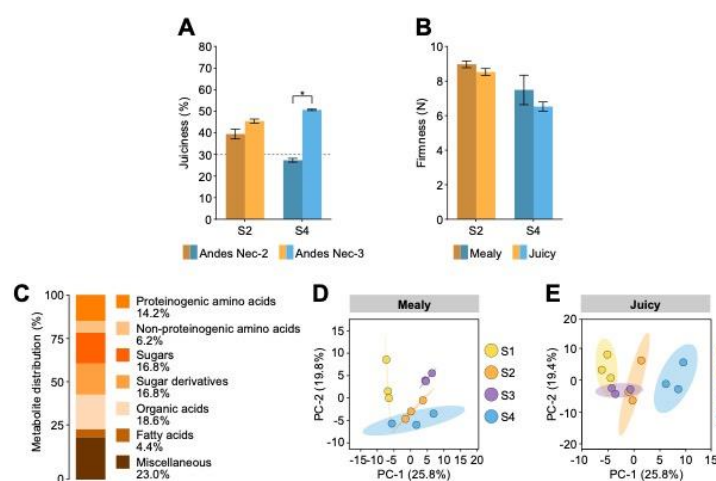 A
80
70
60
50
40
30
20
10
0
Juiciness (%)
*
S2
S4
Andes Nec-2
Andes Nec-3
B
10
8
6
4
2
0
Firmness (N)
S2
S4
Mealy
Juicy
C
100
75
50
25
0
Metabolite distribution (%)
Proteinogenic amino acids
14.2%
Non-proteinogenic amino acids
6.2%
Sugars
16.8%
Sugar derivatives
16.8%
Organic acids
18.6%
Fatty acids
4.4%
Miscellaneous
23.0%
D
Mealy
15
10
5
0
-5
-10
PC-2 (19.8%)
-15 -10 -5 0 5 10 15 20
PC-1 (25.8%)
S1
S2
S3
S4
E
Juicy
20
10
0
-10
-20
PC-2 (19.4%)
-10 -5 0 5 10 15
PC-1 (25.8%)